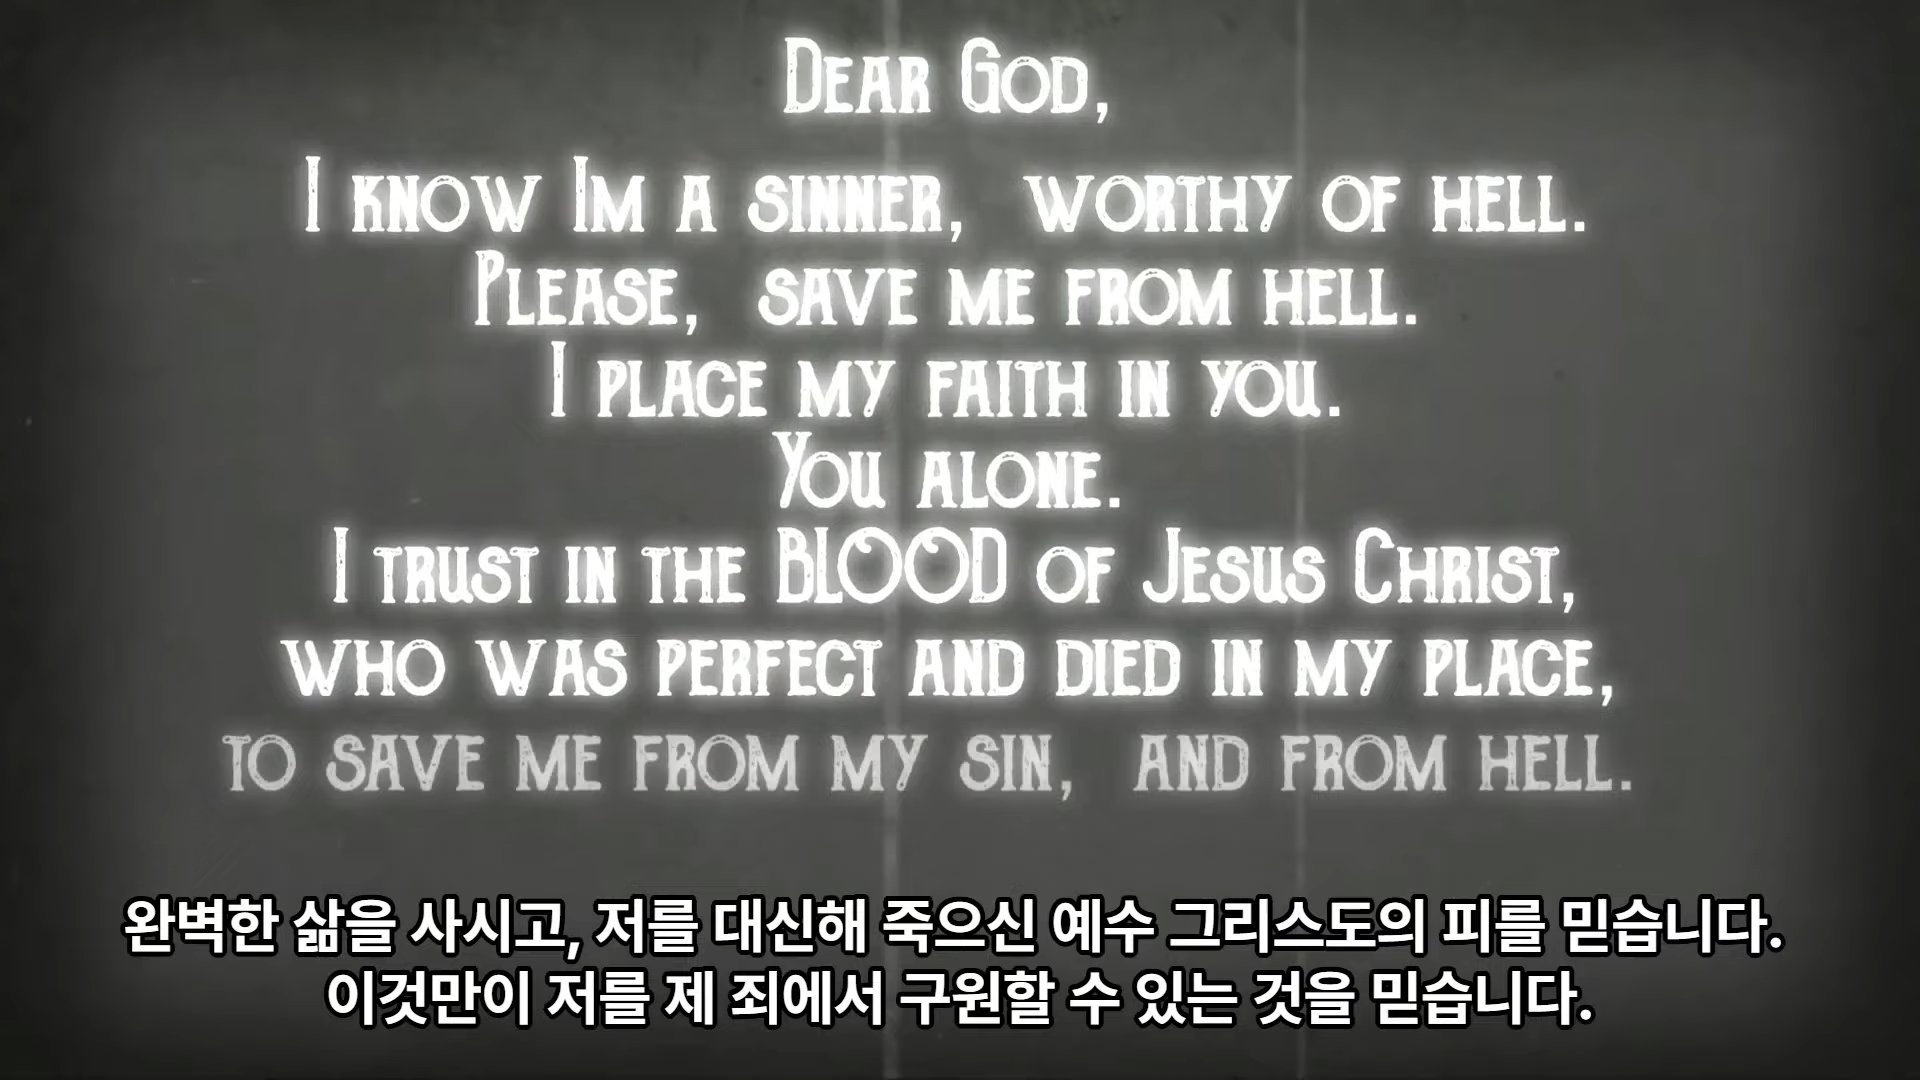 Dear God,
I know Im a sinner, worthy of hell.
Please, save me from hell.
I place my faith in you.
You alone.
I trust in the BLOOD of Jesus Christ,
who was perfect and died in my place,
to save me from my sin, and from hell.
완벽한 삶을 사시고, 저를 대신해 죽으신 예수 그리스도의 피를 믿습니다.
이것만이 저를 제 죄에서 구원할 수 있는 것을 믿습니다.